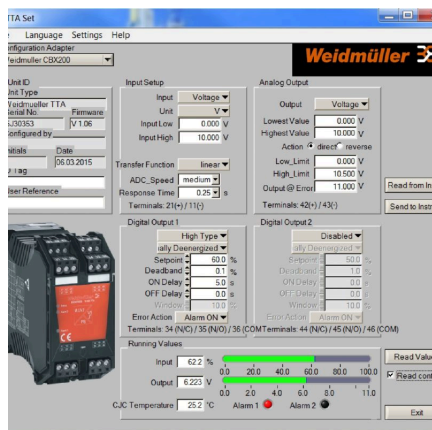 TTA Set
Language Settings Help
Configuration Adapter
Weidmüller CBX200
Weidmüller
Unit ID
Unit Type
Weidmueller TTA
Serial No. Firmware
V 1.06
Configured by
Initials Date
06.03.2015
Tag
User Reference
Input Setup
Input Voltage
Unit V
Input Low 0.000 V
Input High 10.000 V
Transfer Function linear
ADC_Speed medium
Response Time 0.25 s
Terminals: 21(+) / 11(-)
Analog Output
Output Voltage
Lowest Value 0.000 V
Highest Value 10.000 V
Action direct reverse
Low_Limit 0.000 V
High_Limit 10.500 V
Output @ Error 11.000 V
Terminals: 42(+) / 43(-)
Read from In
Send to Instr
Digital Output 1
High Type
ally Deenergized
Setpoint 60.0 %
Deadband 0.1 %
ON Delay 5.0 s
OFF Delay 0.0 s
Window 10.0 %
Error Action Alarm ON
Terminals: 34 (N/C) / 35 (N/O) / 36 (COM
Digital Output 2
Disabled
ally Deenergized
Setpoint 50.0 %
Deadband 1.0 %
ON Delay 0.0 s
OFF Delay 0.0 s
Window 10.0 %
Error Action Alarm ON
Terminals: 44 (N/C) / 45 (N/O) / 46 (COM)
Running Values
Input 62.2 %
0.0 20.0 40.0 60.0 80.0 100.0
Output 6.223 V
0.0 2.0 4.0 6.0 8.0 11.0
CJC Temperature 25.2 °C Alarm 1 Alarm 2
Read Value
Read cont
Exit